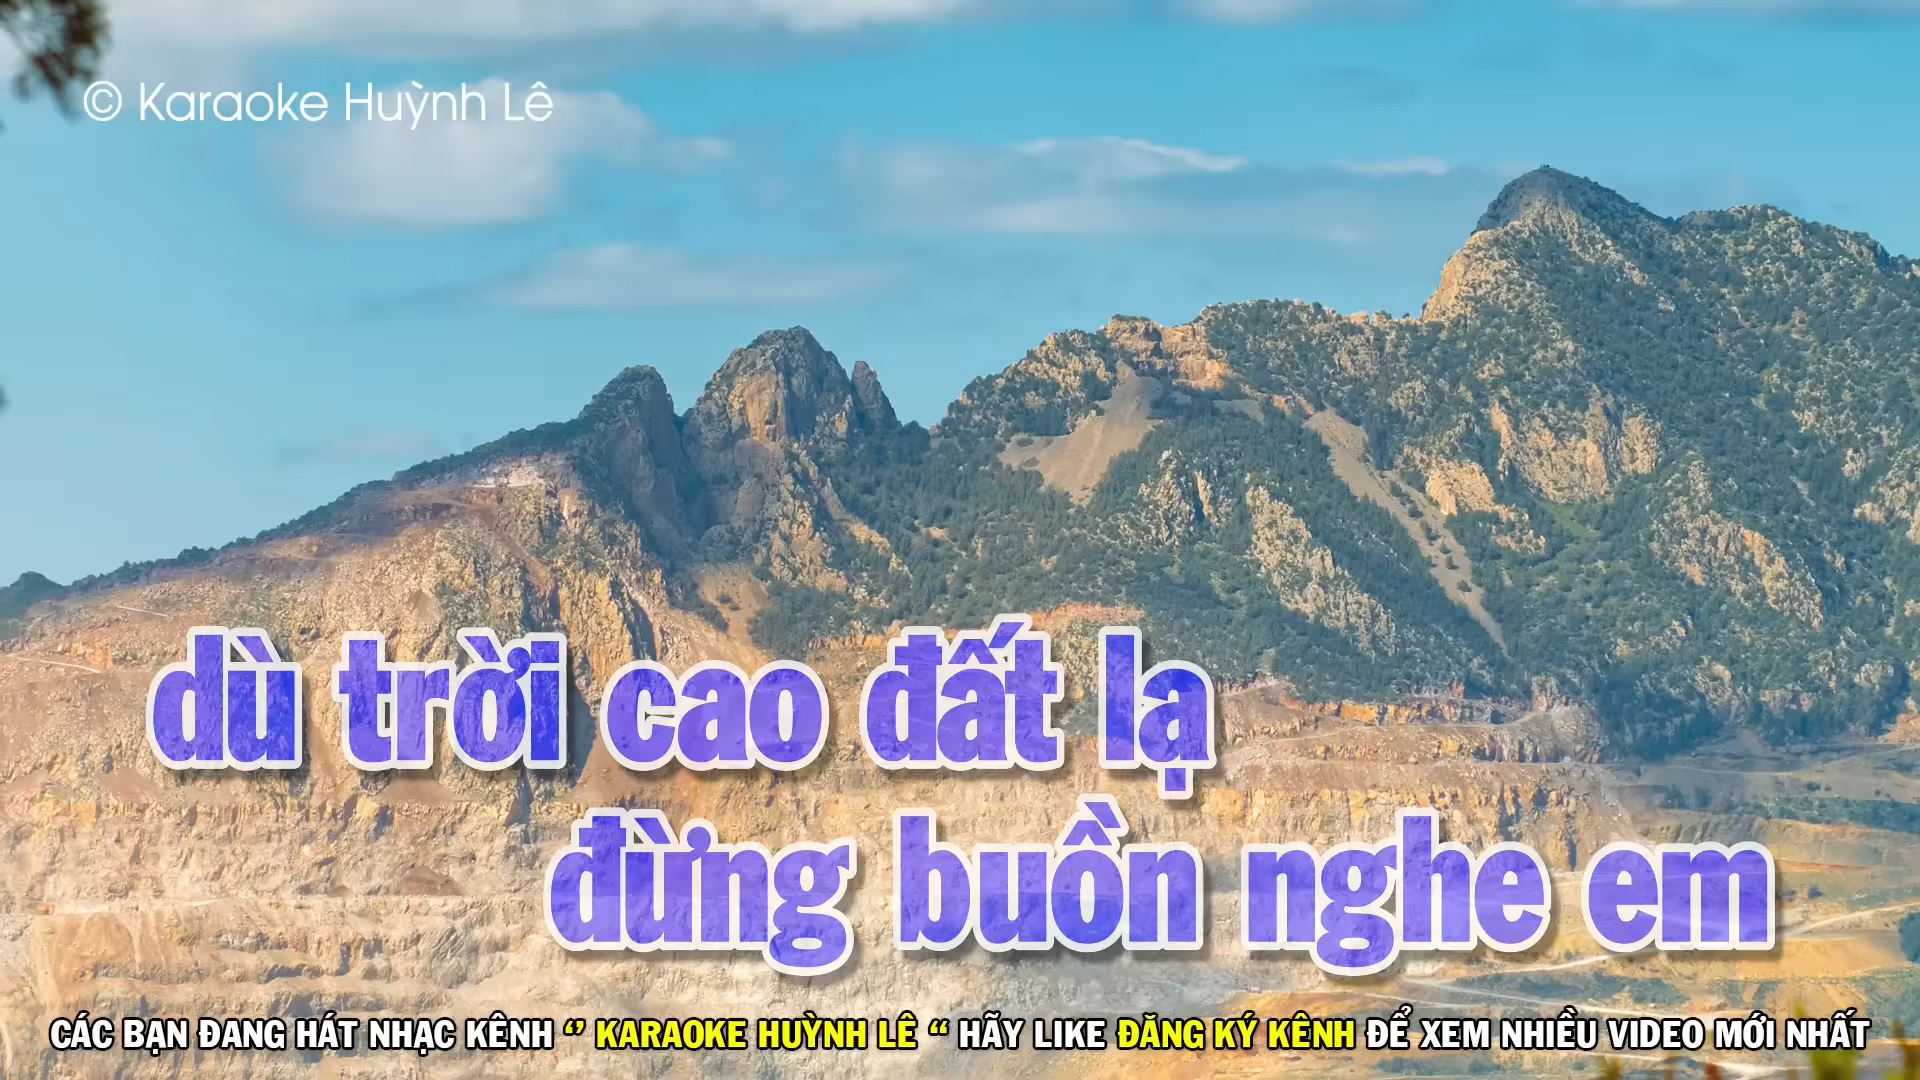 © Karaoke Huỳnh Lê
dù trời cao đất lạ
đừng buồn nghe em
CÁC BẠN ĐANG HÁT NHẠC KÊNH “ KARAOKE HUỲNH LÊ “ HÃY LIKE ĐĂNG KÝ KÊNH ĐỂ XEM NHIỀU VIDEO MỚI NHẤT